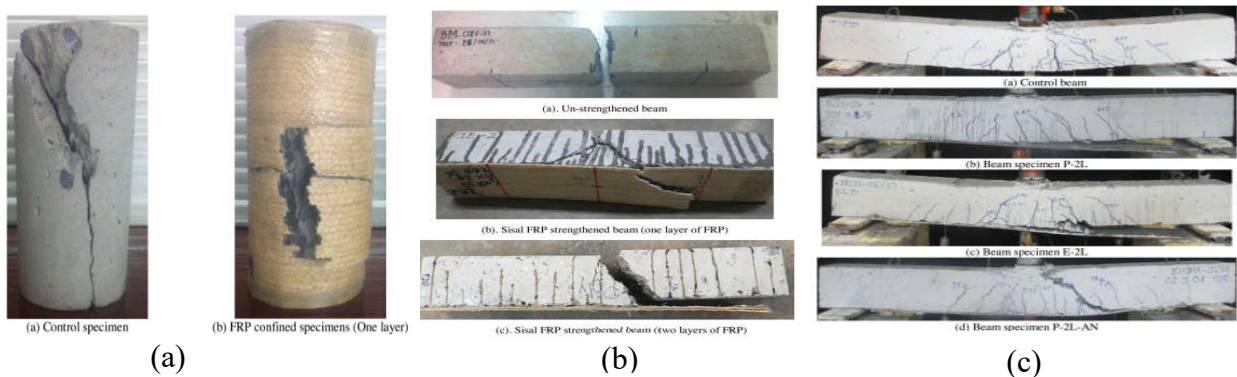 (a) Control specimen
(b) FRP confined specimens (One layer)
(a)
(a). Un-strengthened beam
(b). Sisal FRP strengthened beam (one layer of FRP)
(c). Sisal FRP strengthened beam (two layers of FRP)
(b)
(a) Control beam
(b) Beam specimen P-2L
(c) Beam specimen E-2L
(d) Beam specimen P-2L-AN
(c)